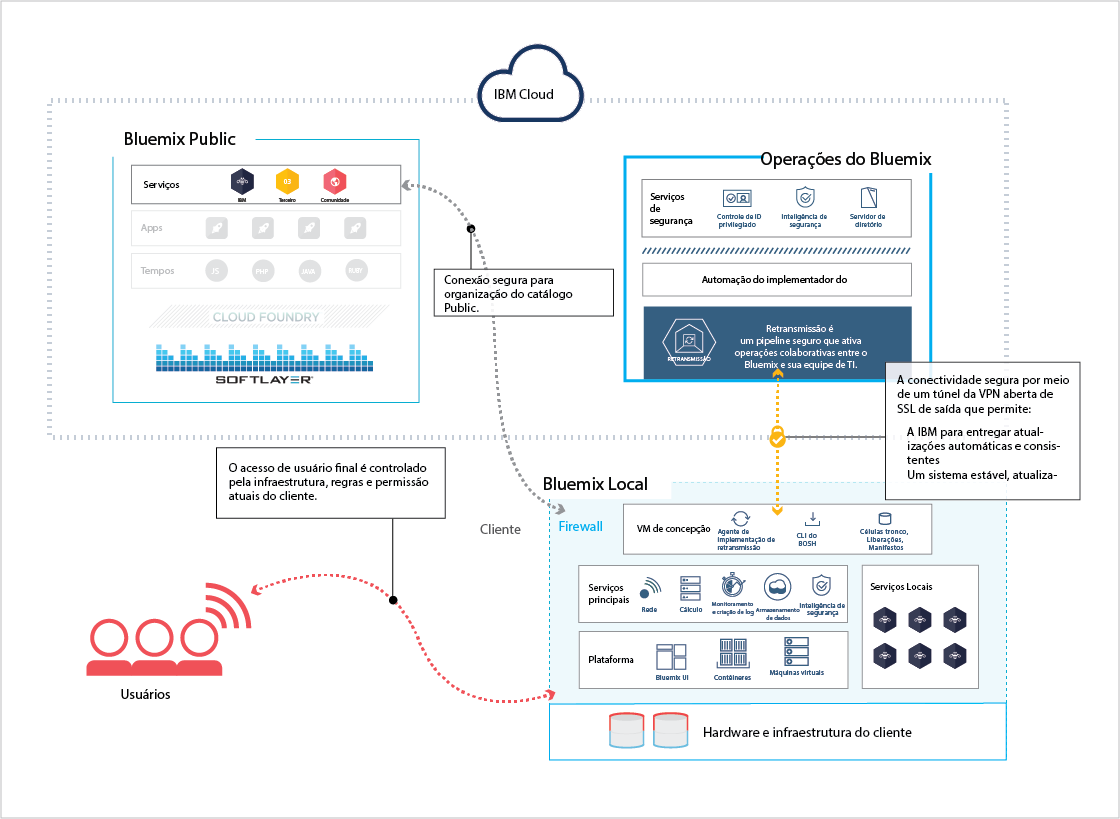 IBM Cloud
Bluemix Public
Serviços
03
IBM
Terceiro
Comunidade
Apps
Tempos
JS
PHP
JAVA
RUBY
CLOUD FOUNDRY
SOFTLAYER
Conexão segura para
organização do catálogo
Public.
Operações do Bluemix
Serviços
de
segurança
Controle de ID
privilegiado
Inteligência de
segurança
Servidor de
diretório
Automação do implementador do
RETRANSMISSÃO
Retransmissão é
um pipeline seguro que ativa
operações colaborativas entre o
Bluemix e sua equipe de TI.
A conectividade segura por meio
de um túnel da VPN aberta de
SSL de saída que permite:
A IBM para entregar atual-
izações automáticas e consis-
tentes
Um sistema estável, atualiza-
O acesso de usuário final é controlado
pela infraestrutura, regras e permissão
atuais do cliente.
Cliente
Usuários
Bluemix Local
Firewall
VM de concepção
Agente de
implementação de
retransmissão
CLI do
BOSH
Células tronco,
Liberações,
Manifestos
Serviços
principais
Rede
Cálculo
Monitoramento
e criação de log
Armazenamento
de dados
Inteligência de
segurança
Serviços Locais
Plataforma
Bluemix UI
Contêineres
Máquinas virtuais
Hardware e infraestrutura do cliente